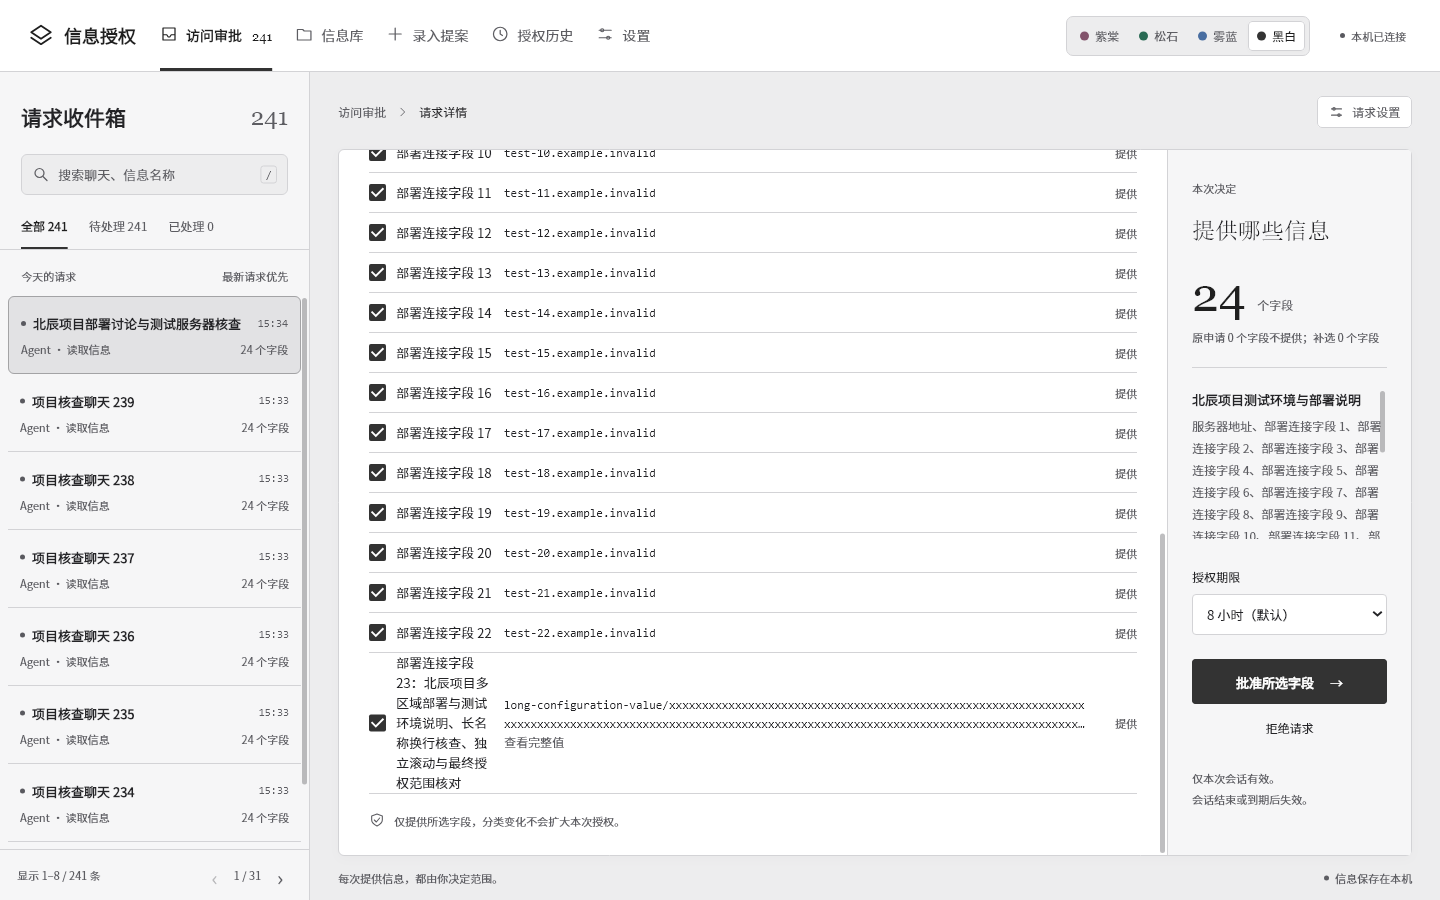 信息授权
访问审批 241
信息库
录入提案
授权历史
设置
紫棠
松石
雾蓝
黑白
本机已连接
请求收件箱 241
搜索聊天、信息名称 /
全部 241 待处理 241 已处理 0
今天的请求 最新请求优先
北辰项目部署讨论与测试服务器核查 15:34
Agent · 读取信息 24 个字段
项目核查聊天 239 15:33
Agent · 读取信息 24 个字段
项目核查聊天 238 15:33
Agent · 读取信息 24 个字段
项目核查聊天 237 15:33
Agent · 读取信息 24 个字段
项目核查聊天 236 15:33
Agent · 读取信息 24 个字段
项目核查聊天 235 15:33
Agent · 读取信息 24 个字段
项目核查聊天 234 15:33
Agent · 读取信息 24 个字段
显示 1–8 / 241 条 ‹ 1 / 31 ›
访问审批 > 请求详情
请求设置
部署连接字段 10 test-10.example.invalid 提供
部署连接字段 11 test-11.example.invalid 提供
部署连接字段 12 test-12.example.invalid 提供
部署连接字段 13 test-13.example.invalid 提供
部署连接字段 14 test-14.example.invalid 提供
部署连接字段 15 test-15.example.invalid 提供
部署连接字段 16 test-16.example.invalid 提供
部署连接字段 17 test-17.example.invalid 提供
部署连接字段 18 test-18.example.invalid 提供
部署连接字段 19 test-19.example.invalid 提供
部署连接字段 20 test-20.example.invalid 提供
部署连接字段 21 test-21.example.invalid 提供
部署连接字段 22 test-22.example.invalid 提供
部署连接字段
23：北辰项目多
区域部署与测试
环境说明、长名
称换行核查、独
立滚动与最终授
权范围核对
long-configuration-value/xxxxxxxxxxxxxxxxxxxxxxxxxxxxxxxxxxxxxxxxxxxxxxxxxxxxxxxxxxxxxxx
xxxxxxxxxxxxxxxxxxxxxxxxxxxxxxxxxxxxxxxxxxxxxxxxxxxxxxxxxxxxxxxxxxxxxxxxxxxxxxxxxxxxxxx…
查看完整值
提供
仅提供所选字段，分类变化不会扩大本次授权。
本次决定
提供哪些信息
24 个字段
原申请 0 个字段不提供；补选 0 个字段
北辰项目测试环境与部署说明
服务器地址、部署连接字段 1、部署
连接字段 2、部署连接字段 3、部署
连接字段 4、部署连接字段 5、部署
连接字段 6、部署连接字段 7、部署
连接字段 8、部署连接字段 9、部署
连接字段 10、部署连接字段 11、部
授权期限
8 小时（默认）
批准所选字段 →
拒绝请求
仅本次会话有效。
会话结束或到期后失效。
每次提供信息，都由你决定范围。
信息保存在本机